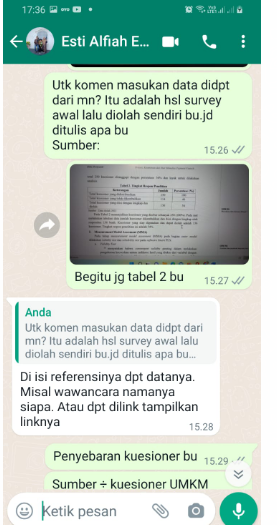 17:36
Esti Alfiah E...
Utk komen masukan data didpt
dari mn? Itu adalah hsl survey
awal lalu diolah sendiri bu.jd
ditulis apa bu
Sumber:
15.26
Begitu jg tabel 2 bu
15.27
Anda
Utk komen masukan data didpt dari
mn? Itu adalah hsl survey awal lalu
diolah sendiri bu.jd ditulis apa bu...
Di isi referensinya dpt datanya.
Misal wawancara namanya
siapa. Atau dpt dilink tampilkan
linknya
15.28
Penyebaran kuesioner bu
15.29
Sumber ÷ kuesioner UMKM
Ketik pesan